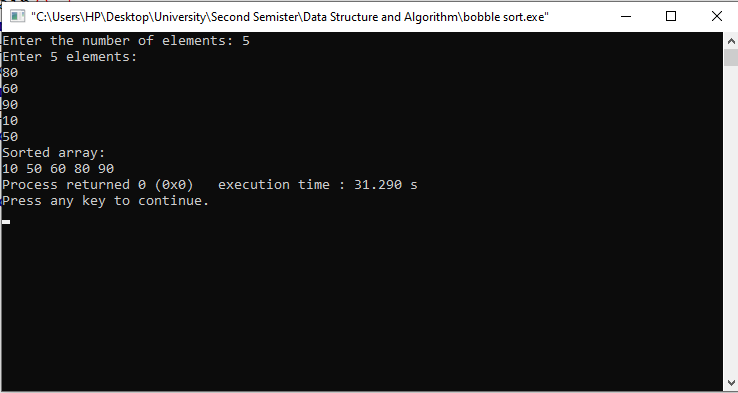 "C:\Users\HP\Desktop\University\Second Semister\Data Structure and Algorithm\bobble sort.exe"
Enter the number of elements: 5
Enter 5 elements:
80
60
90
10
50
Sorted array:
10 50 60 80 90
Process returned 0 (0x0)   execution time : 31.290 s
Press any key to continue.